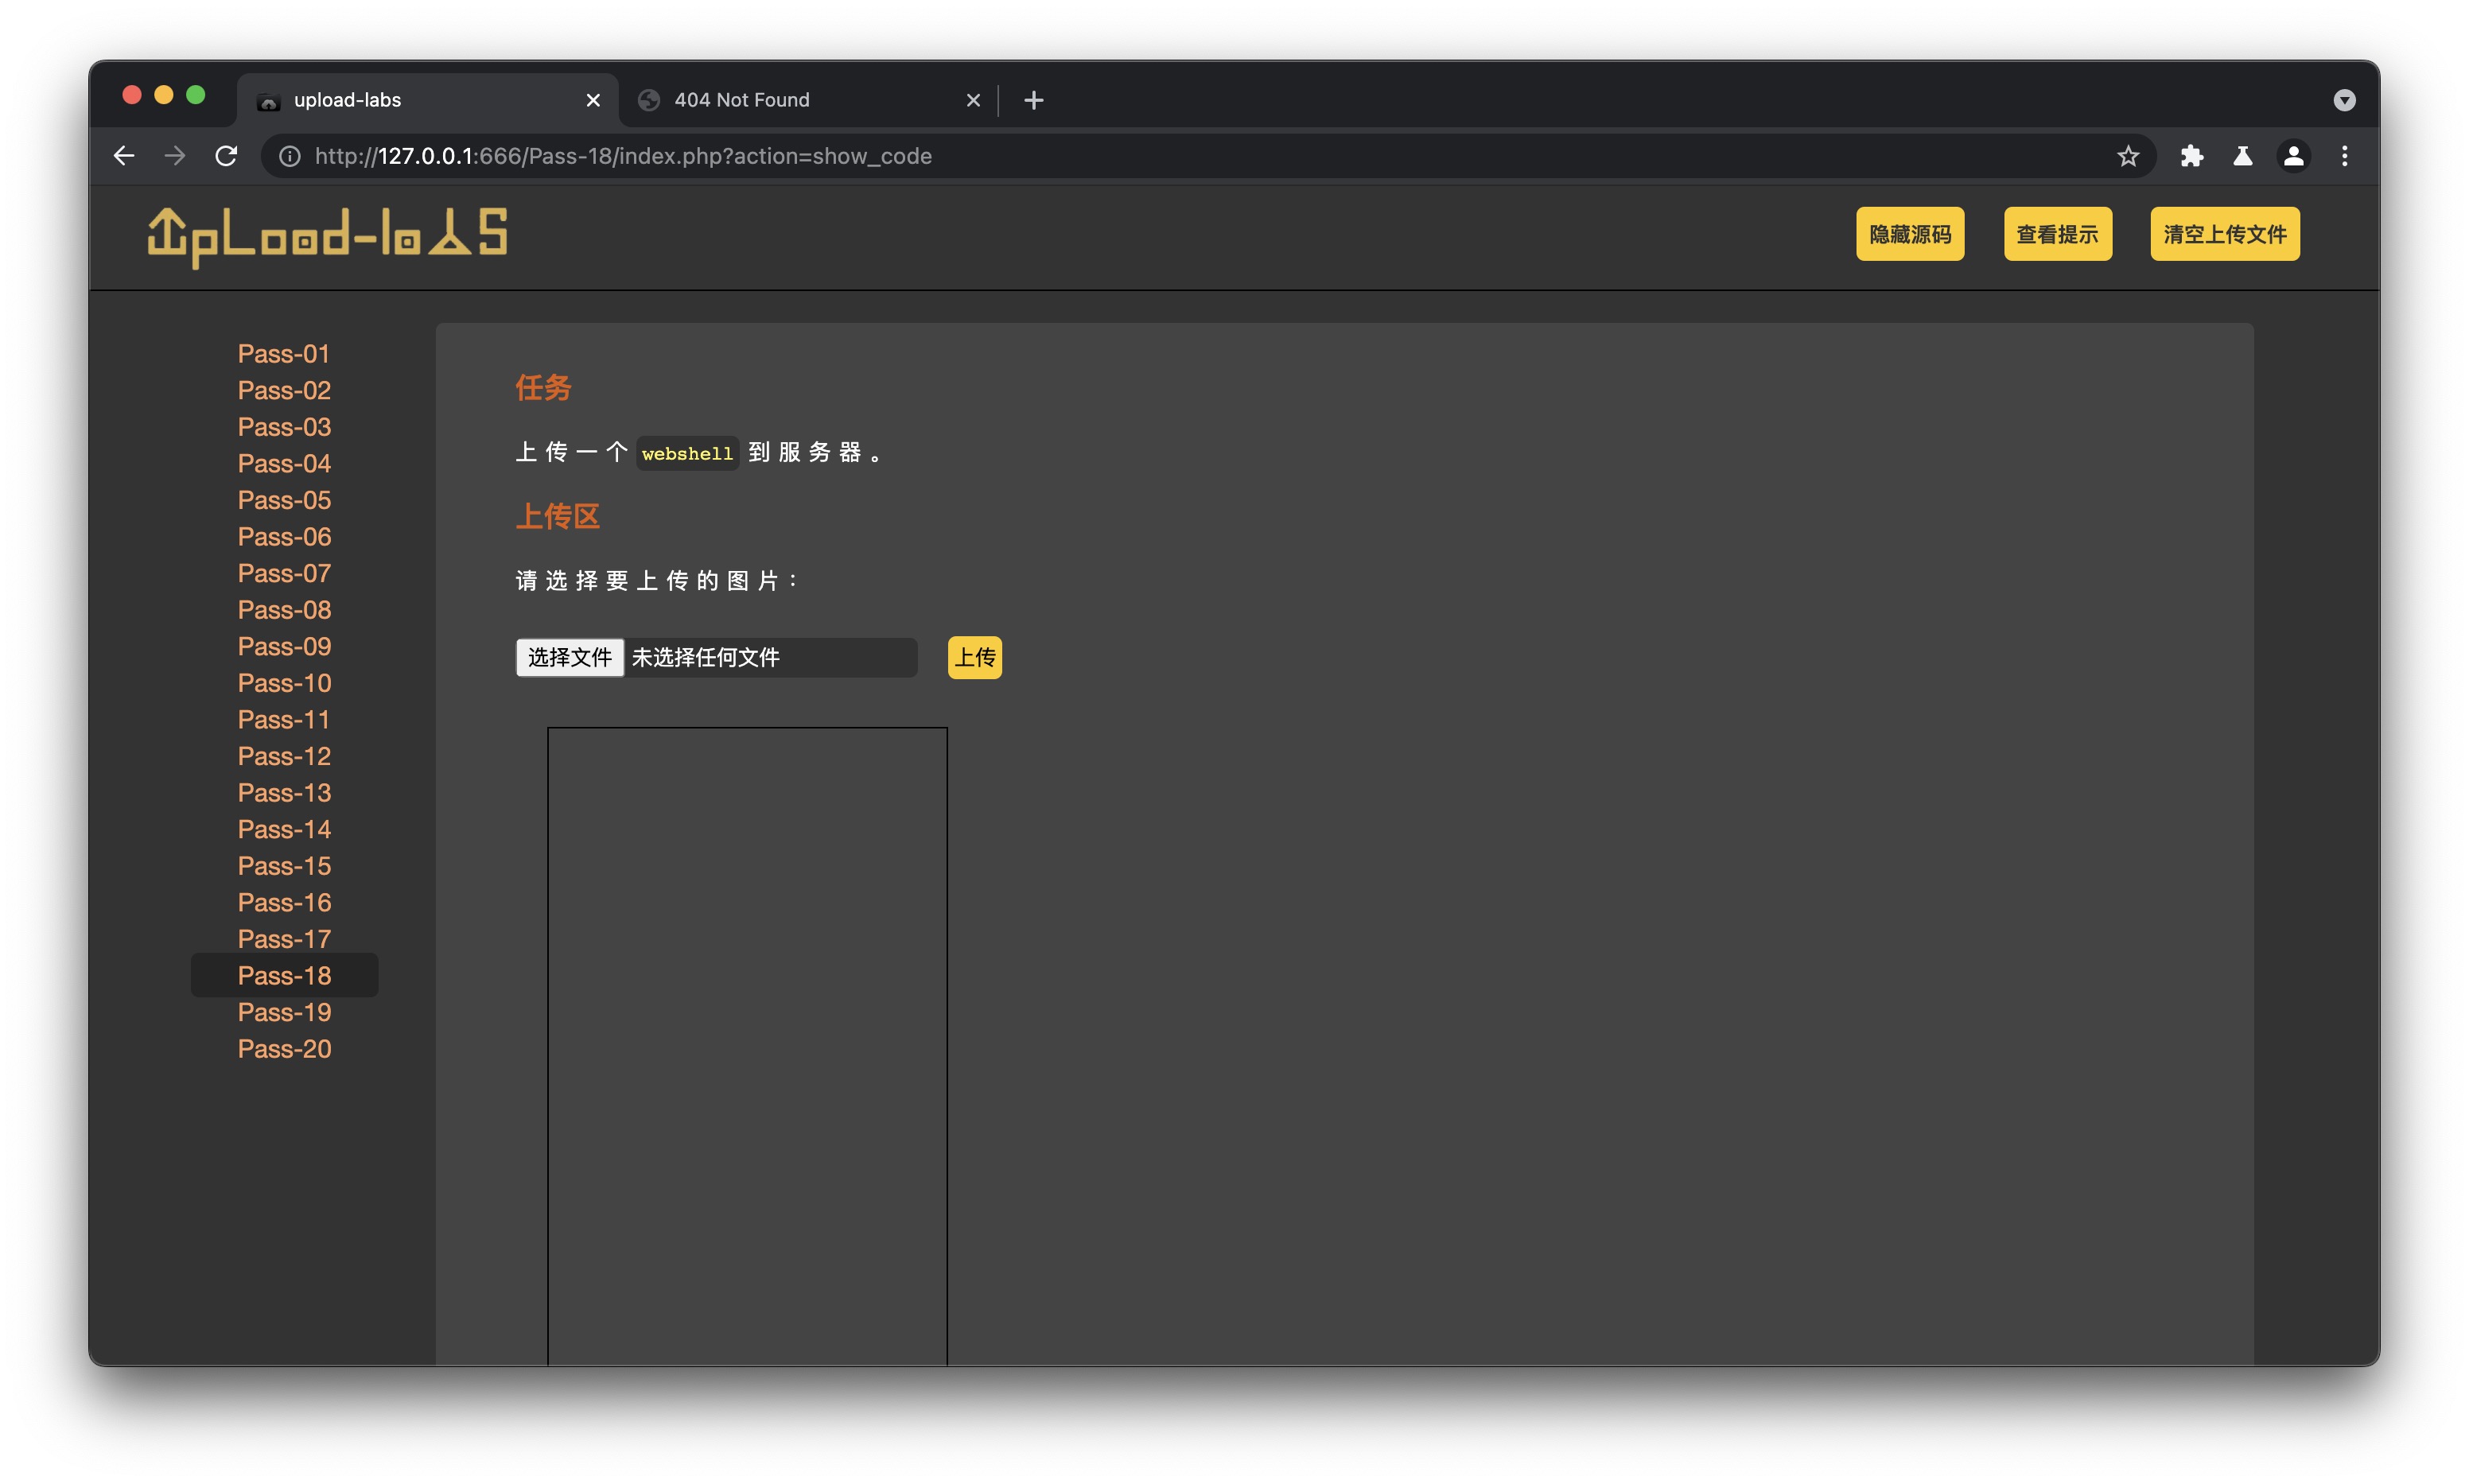 upload-labs
404 Not Found
http://127.0.0.1:666/Pass-18/index.php?action=show_code
UpLoad-labS
隐藏源码
查看提示
清空上传文件
Pass-01
Pass-02
Pass-03
Pass-04
Pass-05
Pass-06
Pass-07
Pass-08
Pass-09
Pass-10
Pass-11
Pass-12
Pass-13
Pass-14
Pass-15
Pass-16
Pass-17
Pass-18
Pass-19
Pass-20
任务
上传一个 webshell 到服务器。
上传区
请选择要上传的图片：
选择文件 未选择任何文件
上传